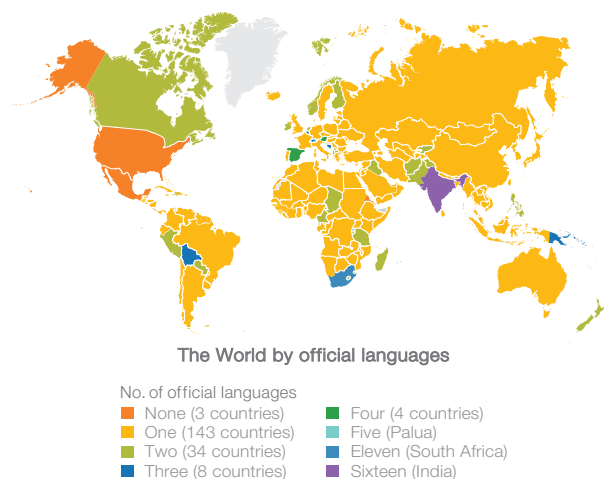 The World by official languages
No. of official languages
None (3 countries)
One (143 countries)
Two (34 countries)
Three (8 countries)
Four (4 countries)
Five (Palua)
Eleven (South Africa)
Sixteen (India)